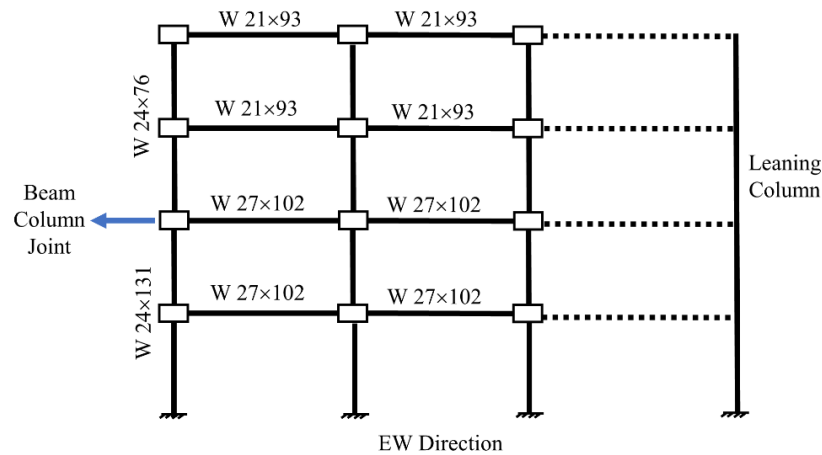 W 21×93
W 21×93
W 24×76
W 21×93
W 21×93
Beam
Column
Joint
W 27×102
W 27×102
Leaning
Column
W 24×131
W 27×102
W 27×102
EW Direction